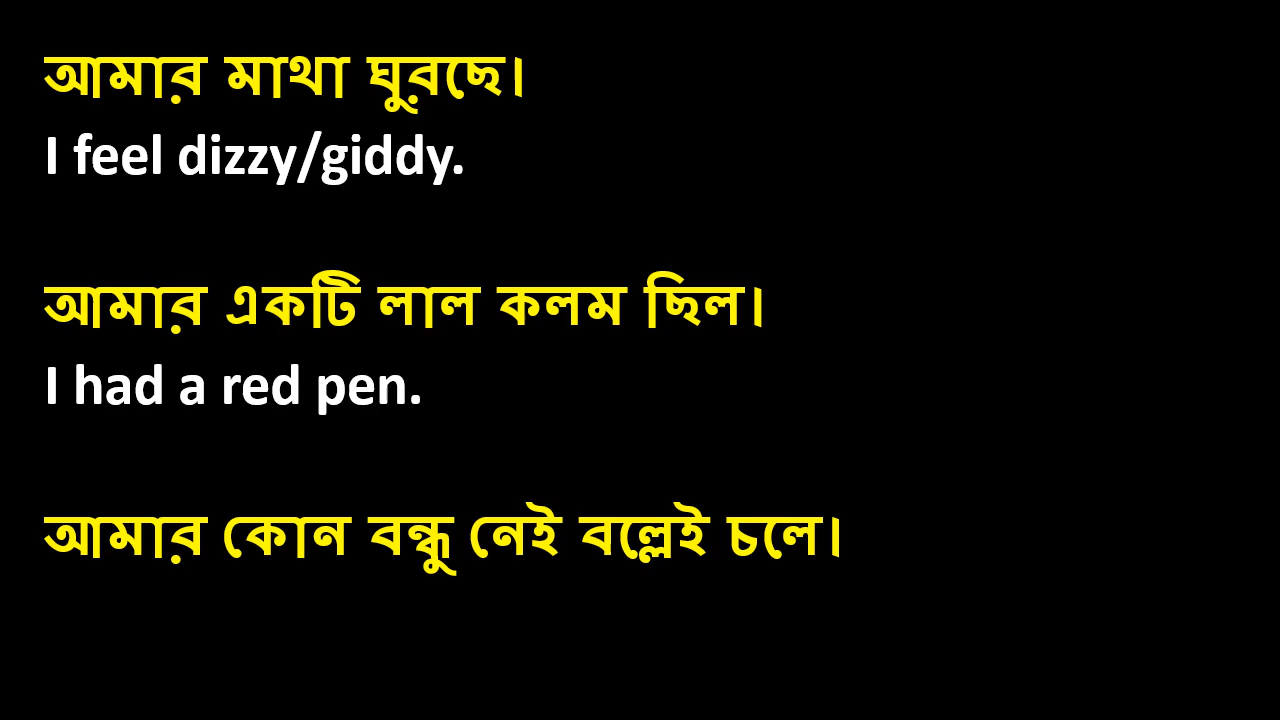 আমার মাথা ঘুরছে।
I feel dizzy/giddy.
আমার একটি লাল কলম ছিল।
I had a red pen.
আমার কোন বন্ধু নেই বল্লেই চলে।